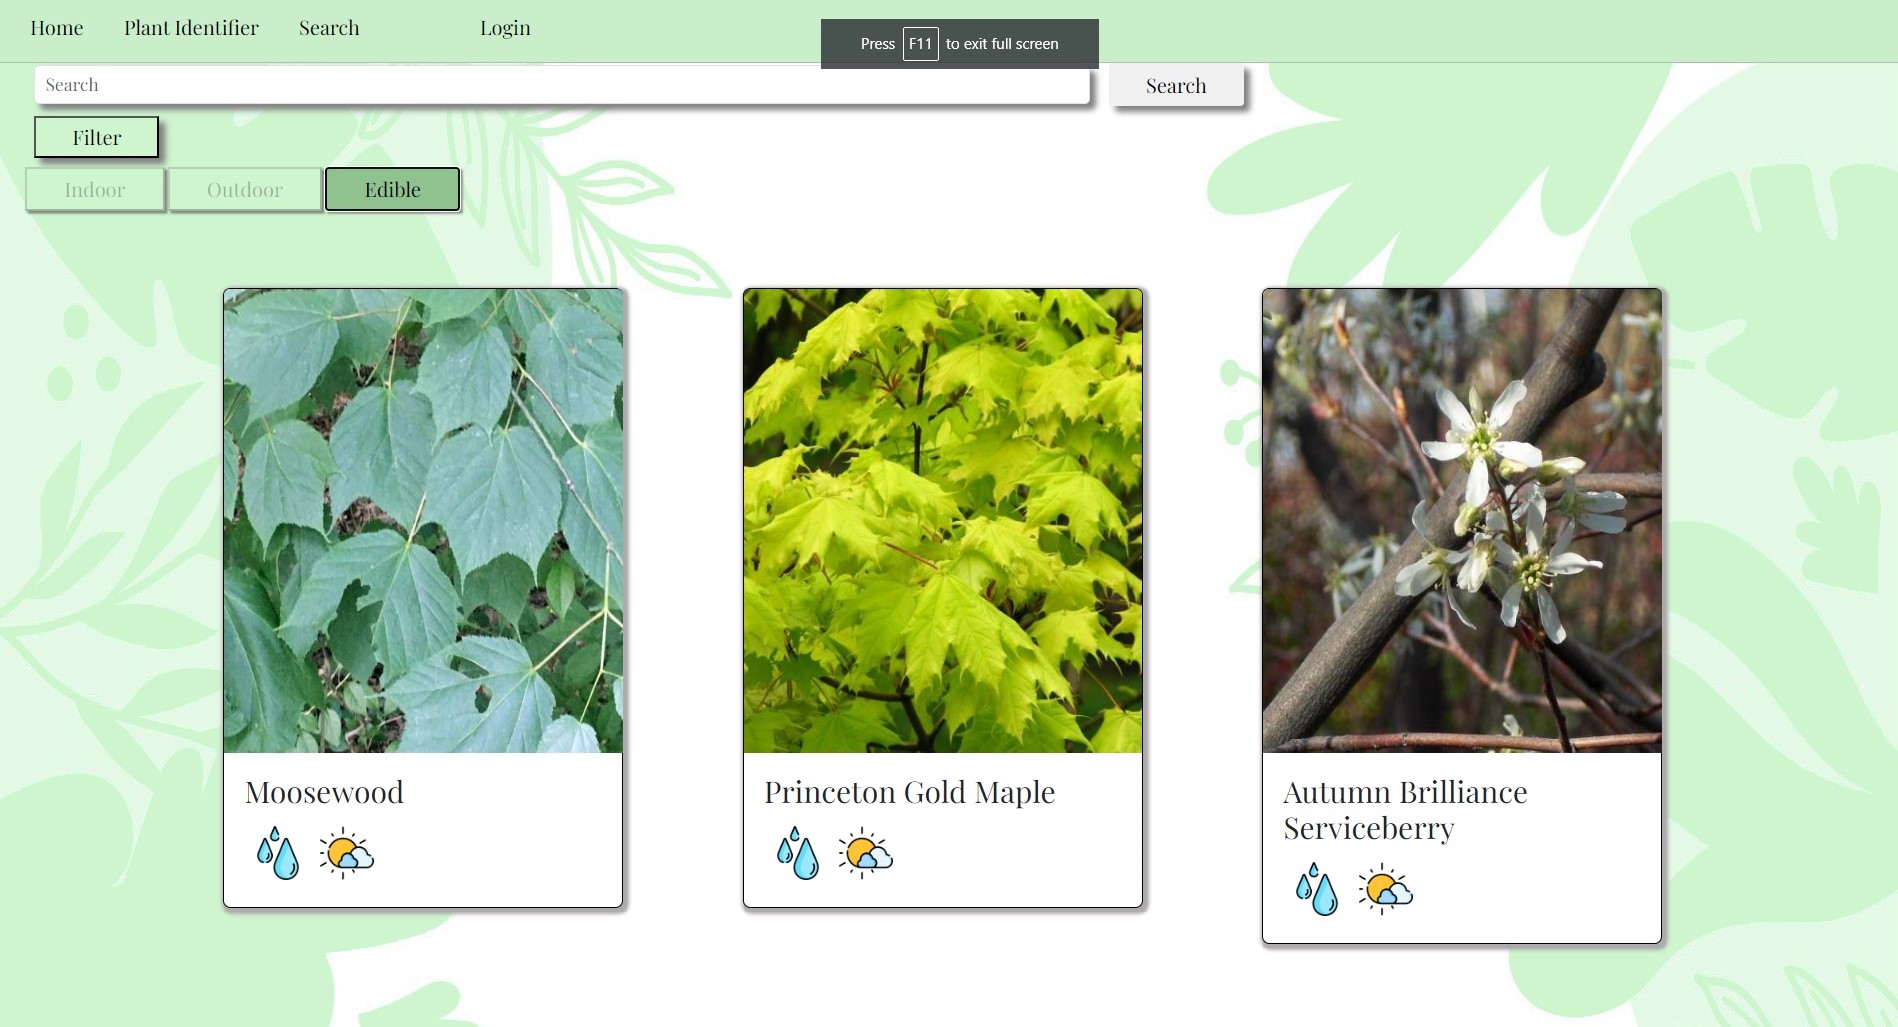 Home Plant Identifier Search Login
Press F11 to exit full screen
Search Search
Filter
Indoor Outdoor Edible
Moosewood
Princeton Gold Maple
Autumn Brilliance
Serviceberry